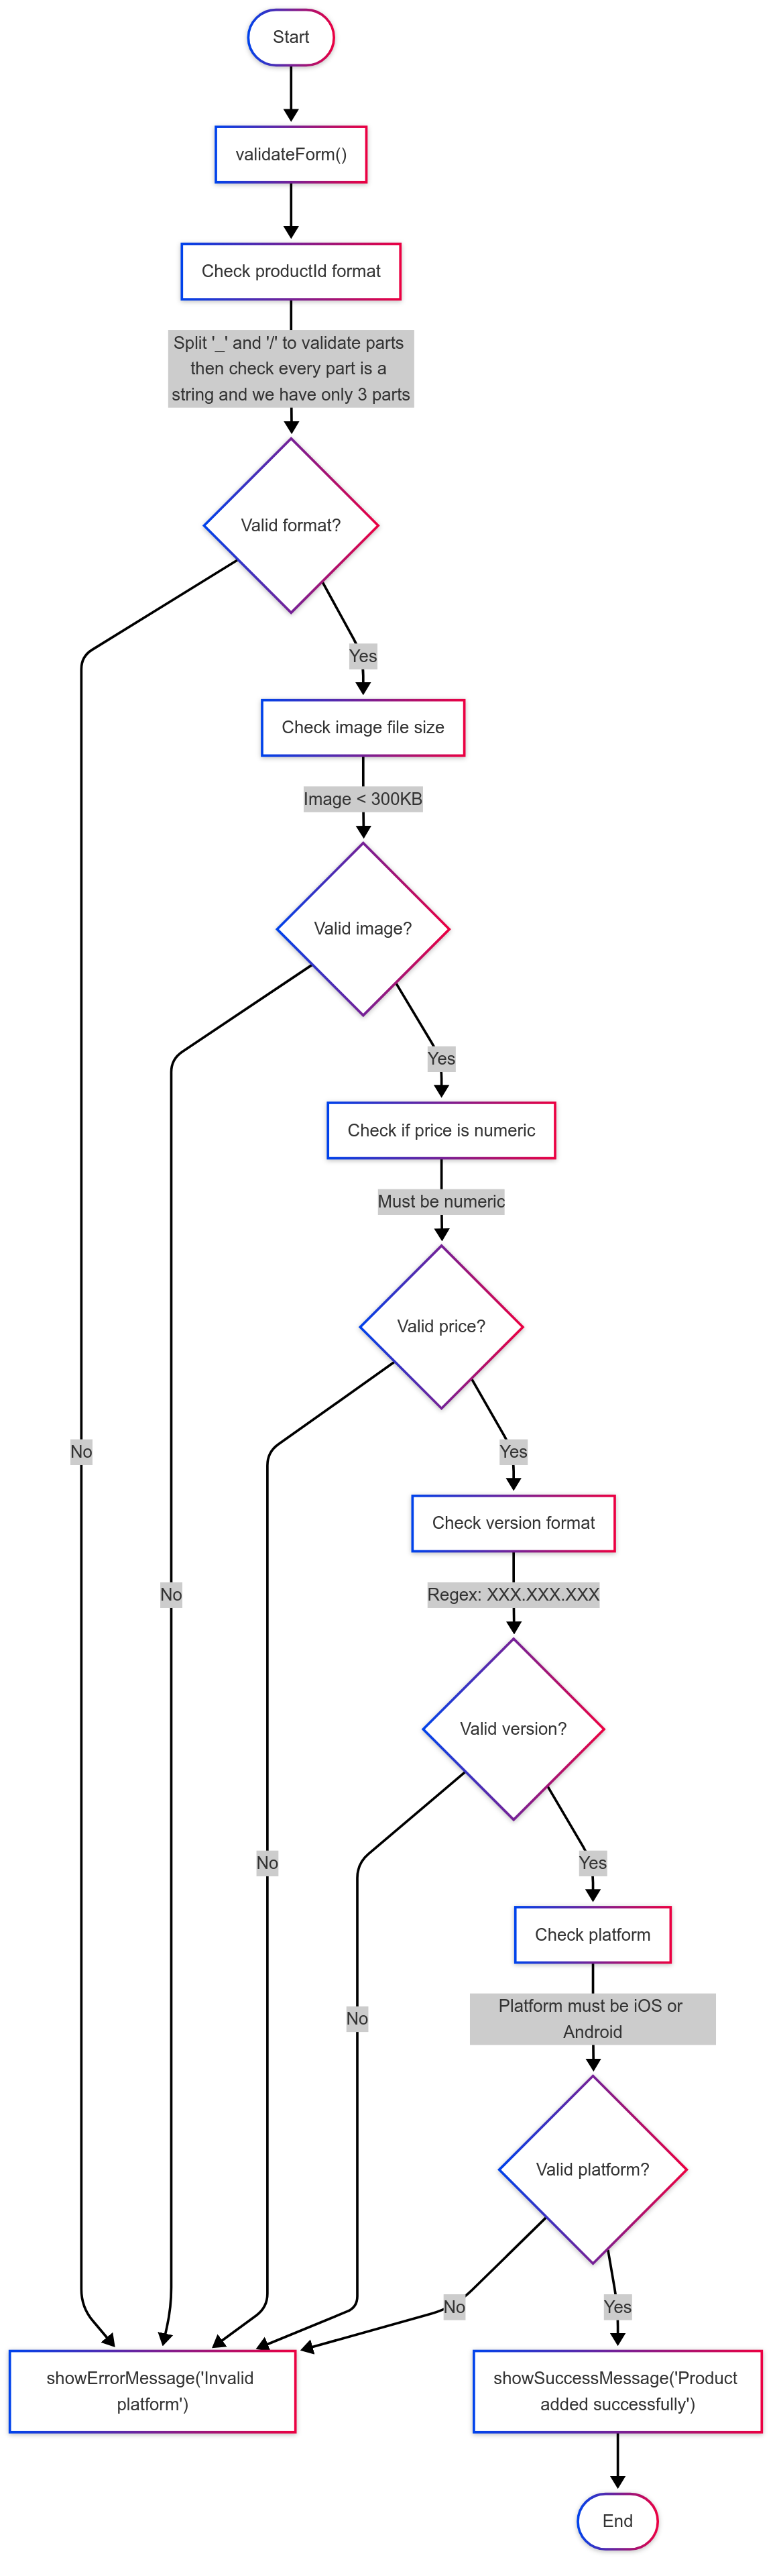 Start
validateForm()
Check productId format
Split '_' and '/' to validate parts
then check every part is a
string and we have only 3 parts
Valid format?
Yes
Check image file size
Image < 300KB
Valid image?
Yes
Check if price is numeric
Must be numeric
Valid price?
No
Yes
Check version format
No
Regex: XXX.XXX.XXX
Valid version?
No
Yes
Check platform
No
Platform must be iOS or
Android
Valid platform?
No
Yes
showErrorMessage('Invalid
platform')
showSuccessMessage('Product
added successfully')
End